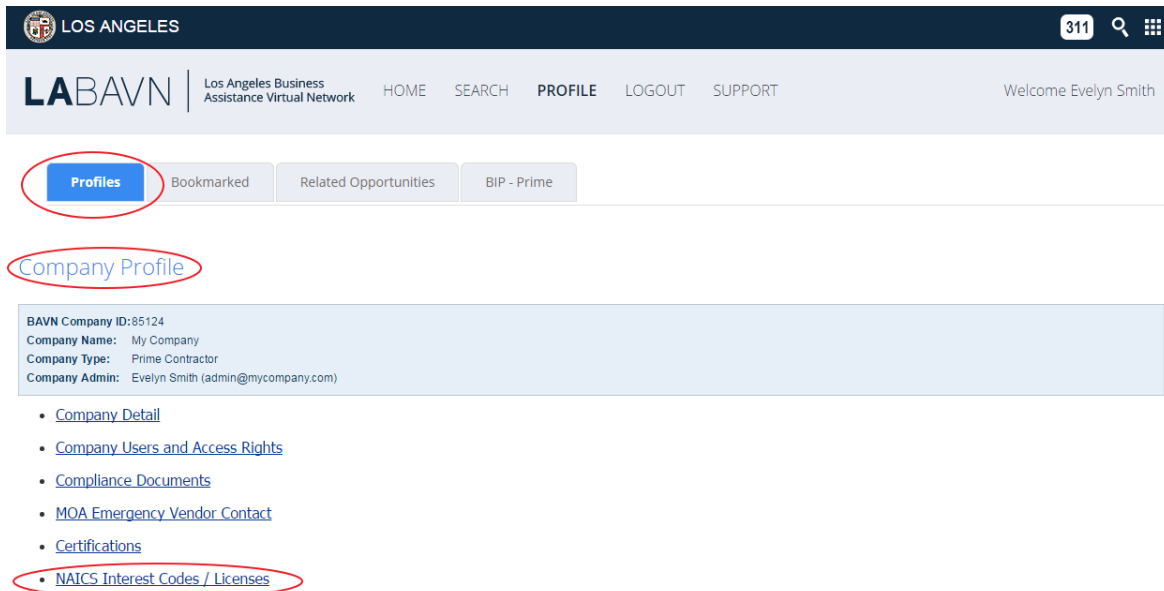 LOS ANGELES
311
LABAVN
Los Angeles Business
Assistance Virtual Network
HOME SEARCH PROFILE LOGOUT SUPPORT
Welcome Evelyn Smith
Profiles Bookmarked Related Opportunities BIP - Prime
Company Profile
BAVN Company ID:85124
Company Name: My Company
Company Type: Prime Contractor
Company Admin: Evelyn Smith (admin@mycompany.com)
• Company Detail
• Company Users and Access Rights
• Compliance Documents
• MOA Emergency Vendor Contact
• Certifications
• NAICS Interest Codes / Licenses